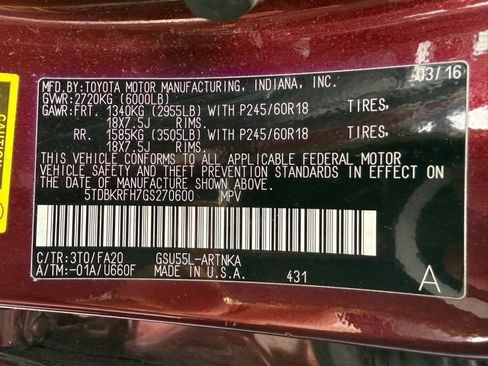 MFD.BY: TOYOTA MOTOR MANUFACTURING, INDIANA, INC. 03/16
GVWR: 2720KG (6000LB)
GAWR: FRT. 1340KG (2955LB) WITH P245/60R18 TIRES,
18X7.5J RIMS.
RR. 1585KG (3505LB) WITH P245/60R18 TIRES,
18X7.5J RIMS.
THIS VEHICLE CONFORMS TO ALL APPLICABLE FEDERAL MOTOR
VEHICLE SAFETY AND THEFT PREVENTION STANDARDS IN EFFECT ON
THE DATE OF MANUFACTURE SHOWN ABOVE.
5TDBKRFH7GS270600 MPV
C/TR: 3T0/FA20 GSU55L-ARTNKA
A/TM: -01A/U660F MADE IN U.S.A. 431 A
CAUTION